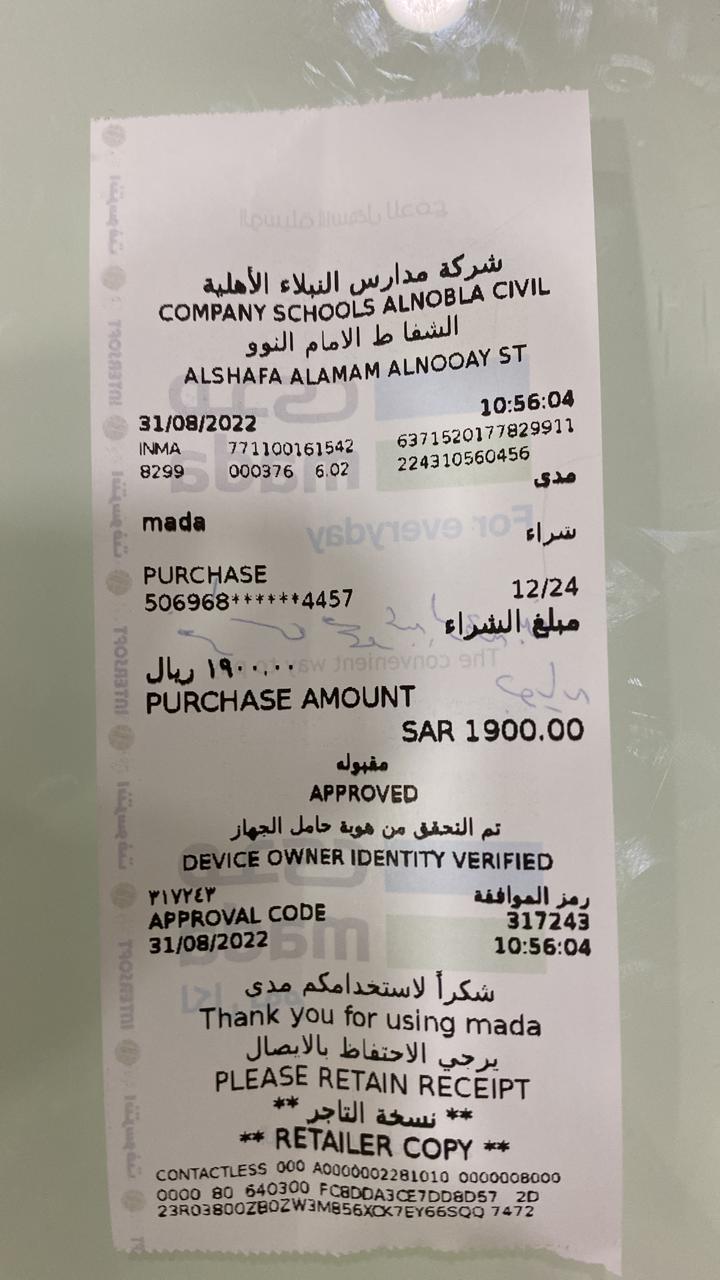 شركة مدارس النبلاء الأهلية
COMPANY SCHOOLS ALNOBLA CIVIL
الشفا ط الامام النوو
ALSHAFA ALAMAM ALNOOAY ST
31/08/2022 10:56:04
INMA 771100161542 6371520177829911
8299 000376 6.02 224310560456
مدى
mada
شراء
PURCHASE
506968******4457 12/24
مبلغ الشراء
١٩٠٠.٠٠ ريال
PURCHASE AMOUNT
SAR 1900.00
مقبوله
APPROVED
تم التحقق من هوية حامل الجهاز
DEVICE OWNER IDENTITY VERIFIED
٣١٧٢٤٣ رمز الموافقة
APPROVAL CODE 317243
31/08/2022 10:56:04
شكراً لاستخدامكم مدى
Thank you for using mada
يرجي الاحتفاظ بالايصال
PLEASE RETAIN RECEIPT
** نسخة التاجر **
** RETAILER COPY **
CONTACTLESS 000 A0000002281010 0000008000
0000 80 640300 FC8DDA3CE7DD8D57 2D
7472